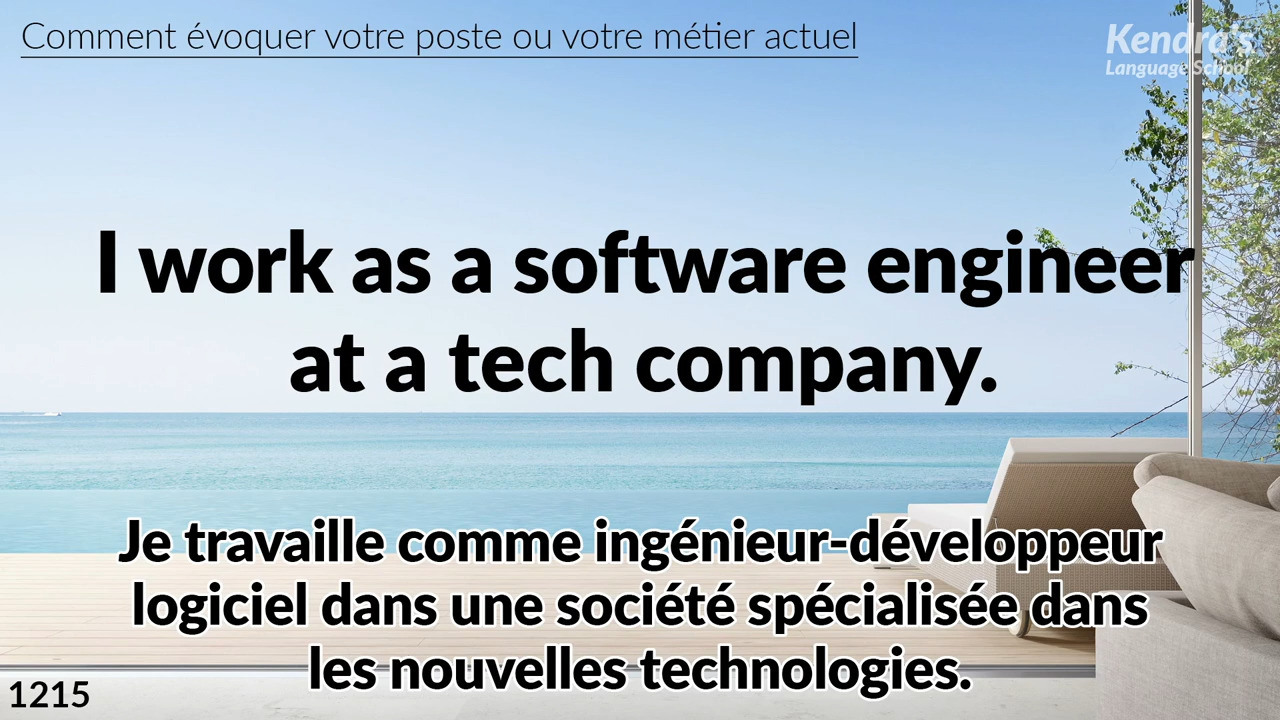 Comment évoquer votre poste ou votre métier actuel
Kendra's
Language School
I work as a software engineer
at a tech company.
Je travaille comme ingénieur-développeur
logiciel dans une société spécialisée dans
les nouvelles technologies.
1215